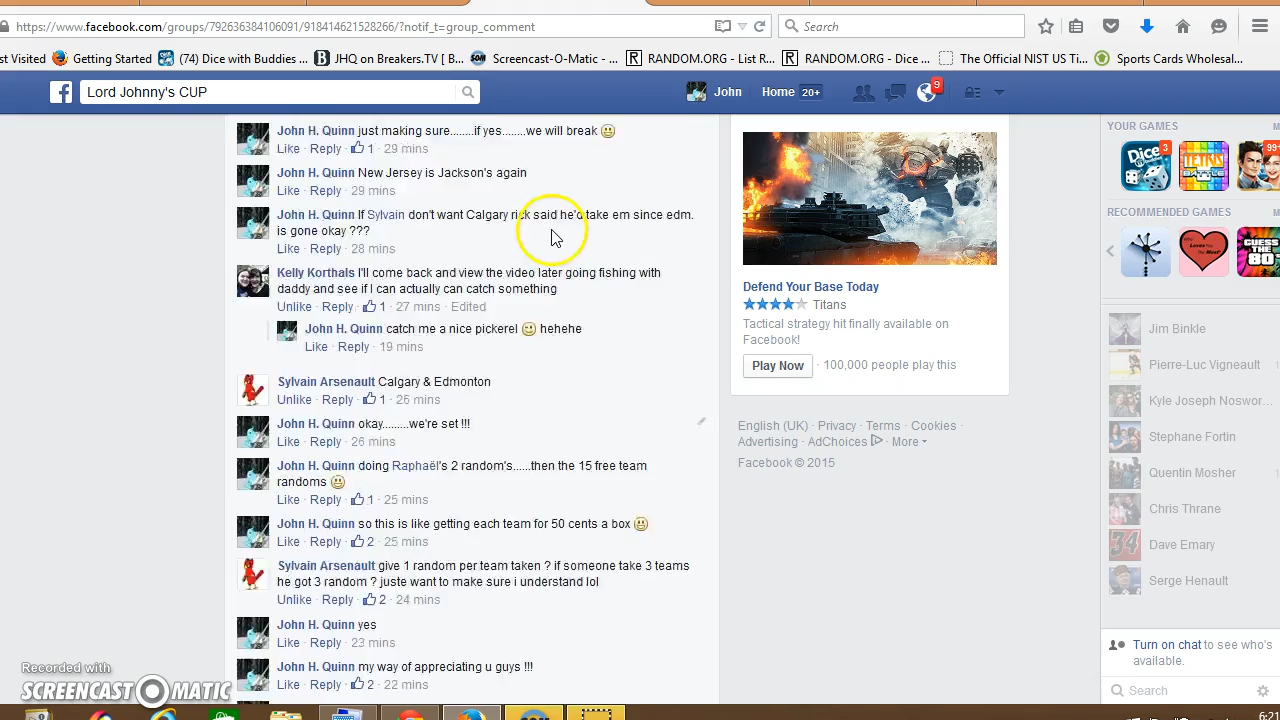 https://www.facebook.com/groups/792636384106091/918414621528266/?notif_t=group_comment
Search
st Visited
Getting Started
(74) Dice with Buddies ...
JHQ on Breakers.TV [ B...
Screencast-O-Matic - ...
RANDOM.ORG - List R...
RANDOM.ORG - Dice ...
The Official NIST US Ti...
Sports Cards Wholesal...
Lord Johnny's CUP
John
Home 20+
9
John H. Quinn just making sure........if yes........we will break
Like · Reply · 1 · 29 mins
John H. Quinn New Jersey is Jackson's again
Like · Reply · 29 mins
John H. Quinn If Sylvain don't want Calgary rick said he'd take em since edm.
is gone okay ???
Like · Reply · 28 mins
Kelly Korthals I'll come back and view the video later going fishing with
daddy and see if I can actually can catch something
Unlike · Reply · 1 · 27 mins · Edited
John H. Quinn catch me a nice pickerel hehehe
Like · Reply · 19 mins
Sylvain Arsenault Calgary & Edmonton
Unlike · Reply · 1 · 26 mins
John H. Quinn okay.........we're set !!!
Like · Reply · 26 mins
John H. Quinn doing Raphaël's 2 random's......then the 15 free team
randoms
Like · Reply · 1 · 25 mins
John H. Quinn so this is like getting each team for 50 cents a box
Like · Reply · 2 · 25 mins
Sylvain Arsenault give 1 random per team taken ? if someone take 3 teams
he got 3 random ? juste want to make sure i understand lol
Unlike · Reply · 2 · 24 mins
John H. Quinn yes
Like · Reply · 23 mins
John H. Quinn my way of appreciating u guys !!!
Like · Reply · 2 · 22 mins
Defend Your Base Today
Titans
Tactical strategy hit finally available on
Facebook!
Play Now · 100,000 people play this
English (UK) · Privacy · Terms · Cookies ·
Advertising · AdChoices · More
Facebook © 2015
YOUR GAMES
Dice
3
TETRIS
BATTLE
99+
RECOMMENDED GAMES
GUESS
THE
80
Jim Binkle
Pierre-Luc Vigneault
Kyle Joseph Noswor...
Stephane Fortin
Quentin Mosher
Chris Thrane
Dave Emary
Serge Henault
Turn on chat to see who's
available.
Search
Recorded with
SCREENCAST O MATIC
6:21